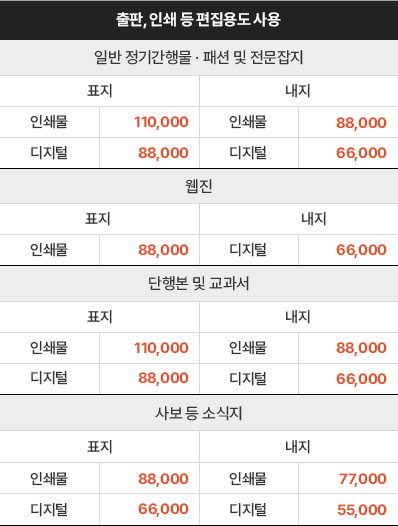 출판, 인쇄 등 편집용도 사용
일반 정기간행물 · 패션 및 전문잡지
표지 내지
인쇄물 110,000 인쇄물 88,000
디지털 88,000 디지털 66,000
웹진
표지 내지
인쇄물 88,000 디지털 66,000
단행본 및 교과서
표지 내지
인쇄물 110,000 인쇄물 88,000
디지털 88,000 디지털 66,000
사보 등 소식지
표지 내지
인쇄물 88,000 인쇄물 77,000
디지털 66,000 디지털 55,000